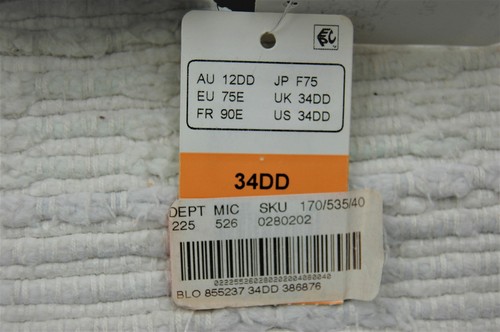 AU 12DD JP F75
EU 75E UK 34DD
FR 90E US 34DD
34DD
DEPT MIC SKU 170/535/40
225 526 0280202
BLO 855237 34DD 386876